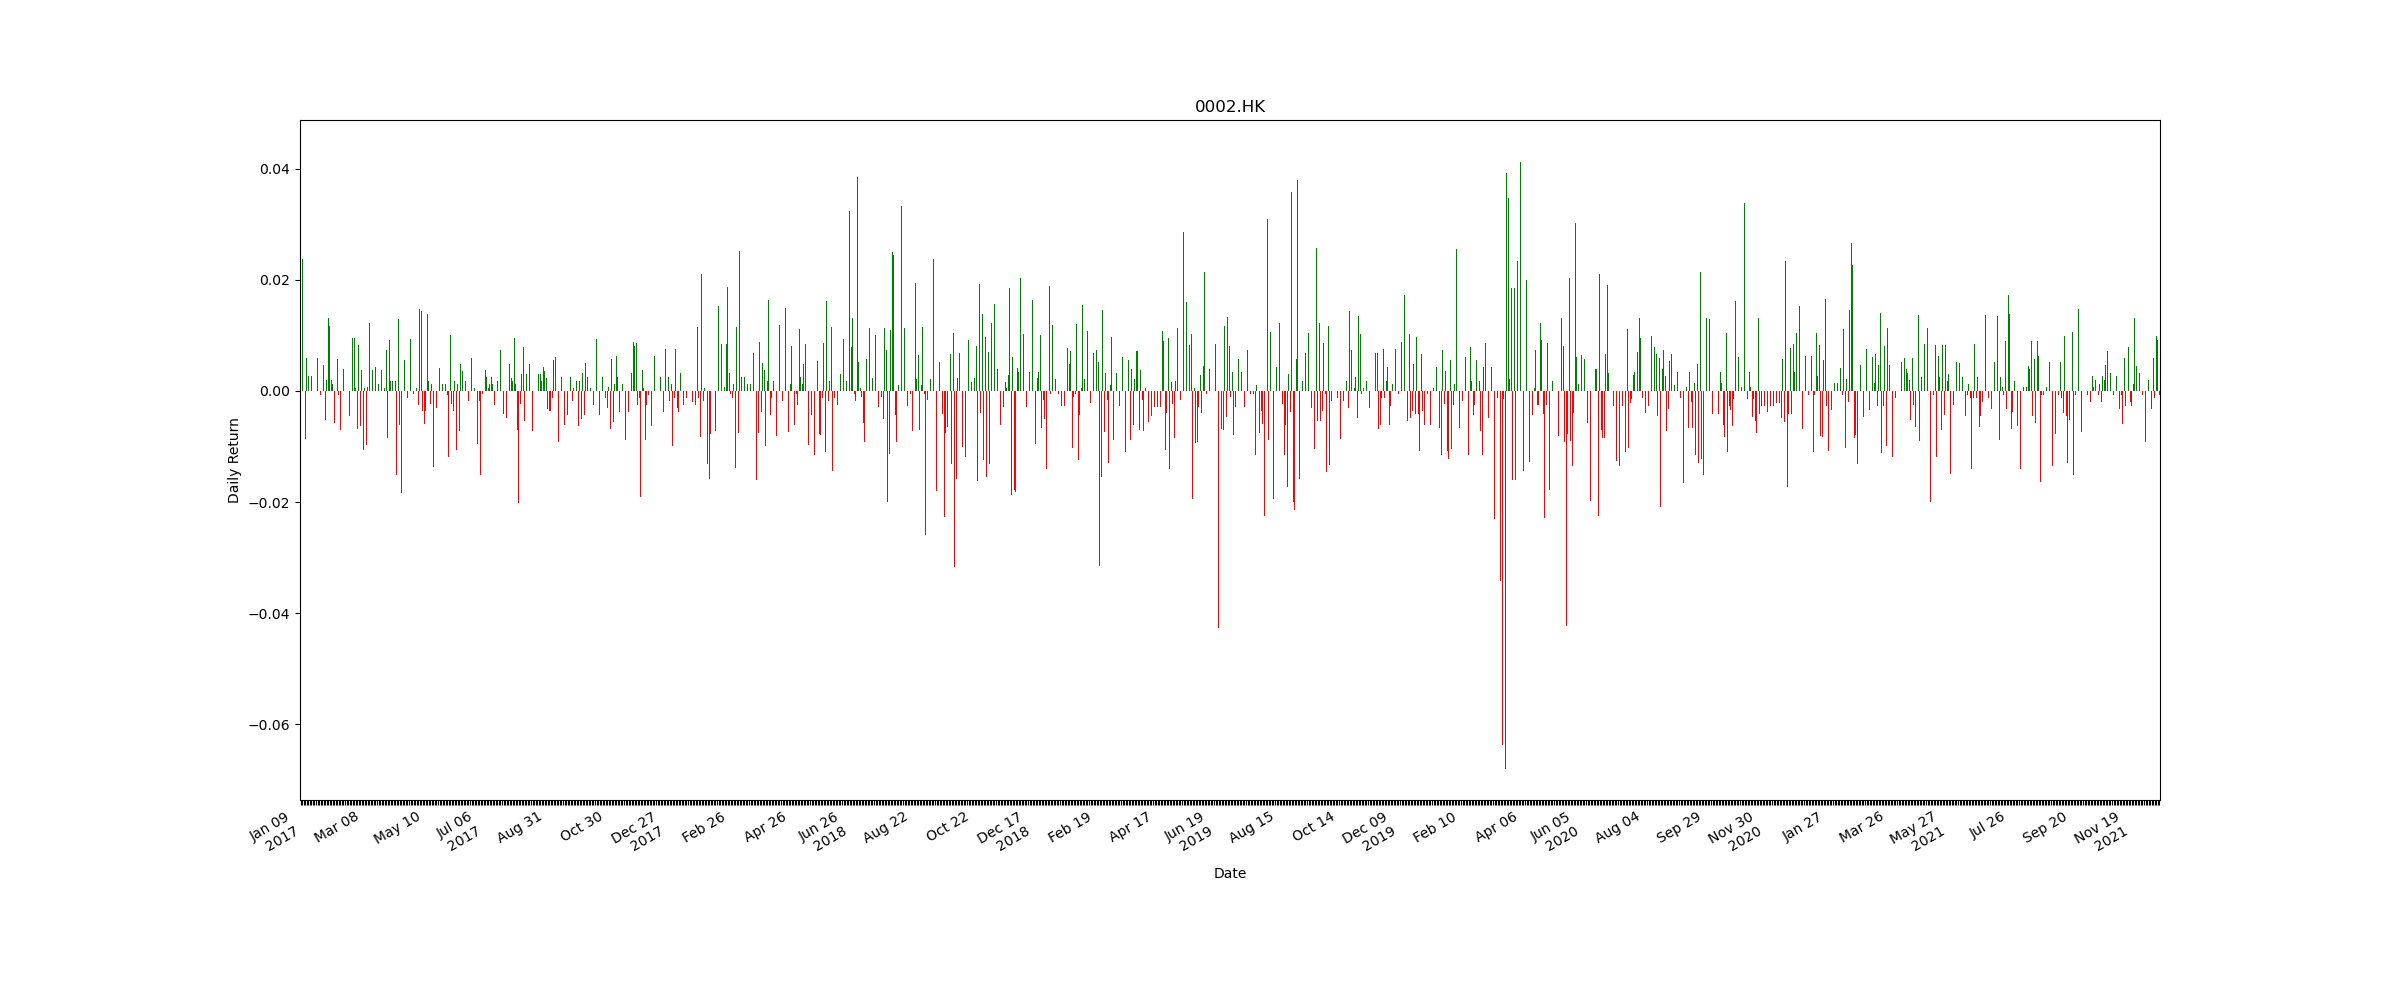 0002.HK
0.04
0.02
0.00
−0.02
−0.04
−0.06
Daily Return
Jan 09
2017
Mar 08
May 10
Jul 06
2017
Aug 31
Oct 30
Dec 27
2017
Feb 26
Apr 26
Jun 26
2018
Aug 22
Oct 22
Dec 17
2018
Feb 19
Apr 17
Jun 19
2019
Aug 15
Oct 14
Dec 09
2019
Feb 10
Apr 06
Jun 05
2020
Aug 04
Sep 29
Nov 30
2020
Jan 27
Mar 26
May 27
2021
Jul 26
Sep 20
Nov 19
2021
Date